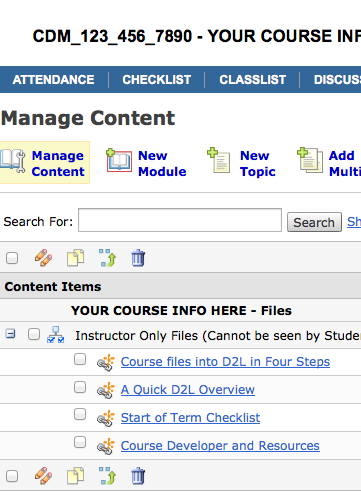 CDM_123_456_7890 - YOUR COURSE INF
ATTENDANCE CHECKLIST CLASSLIST DISCUS
Manage Content
Manage Content
New Module
New Topic
Add Multi
Search For: Search Sh
Content Items
YOUR COURSE INFO HERE - Files
Instructor Only Files (Cannot be seen by Stude
Course files into D2L in Four Steps
A Quick D2L Overview
Start of Term Checklist
Course Developer and Resources